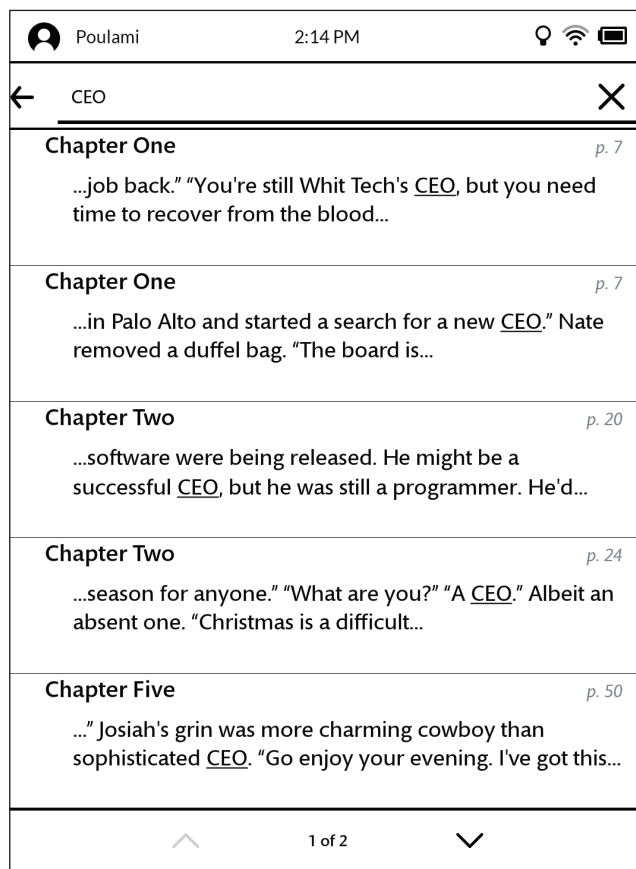 Poulami 2:14 PM
CEO
Chapter One p. 7
...job back.” “You're still Whit Tech's CEO, but you need
time to recover from the blood...
Chapter One p. 7
...in Palo Alto and started a search for a new CEO.” Nate
removed a duffel bag. “The board is...
Chapter Two p. 20
...software were being released. He might be a
successful CEO, but he was still a programmer. He'd...
Chapter Two p. 24
...season for anyone.” “What are you?” “A CEO.” Albeit an
absent one. “Christmas is a difficult...
Chapter Five p. 50
...” Josiah's grin was more charming cowboy than
sophisticated CEO. “Go enjoy your evening. I've got this...
1 of 2